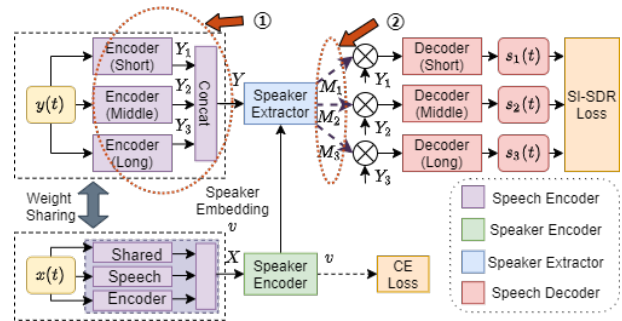 ①
②
y(t)
Encoder
(Short)
Encoder
(Middle)
Encoder
(Long)
Y₁
Y₂
Y₃
Concat
Y
Speaker
Extractor
M₁
M₂
M₃
Y₁
Y₂
Y₃
Decoder
(Short)
Decoder
(Middle)
Decoder
(Long)
s₁(t)
s₂(t)
s₃(t)
SI-SDR
Loss
Weight
Sharing
Speaker
Embedding
v
x(t)
Shared
Speech
Encoder
X
Speaker
Encoder
v
CE
Loss
Speech Encoder
Speaker Encoder
Speaker Extractor
Speech Decoder